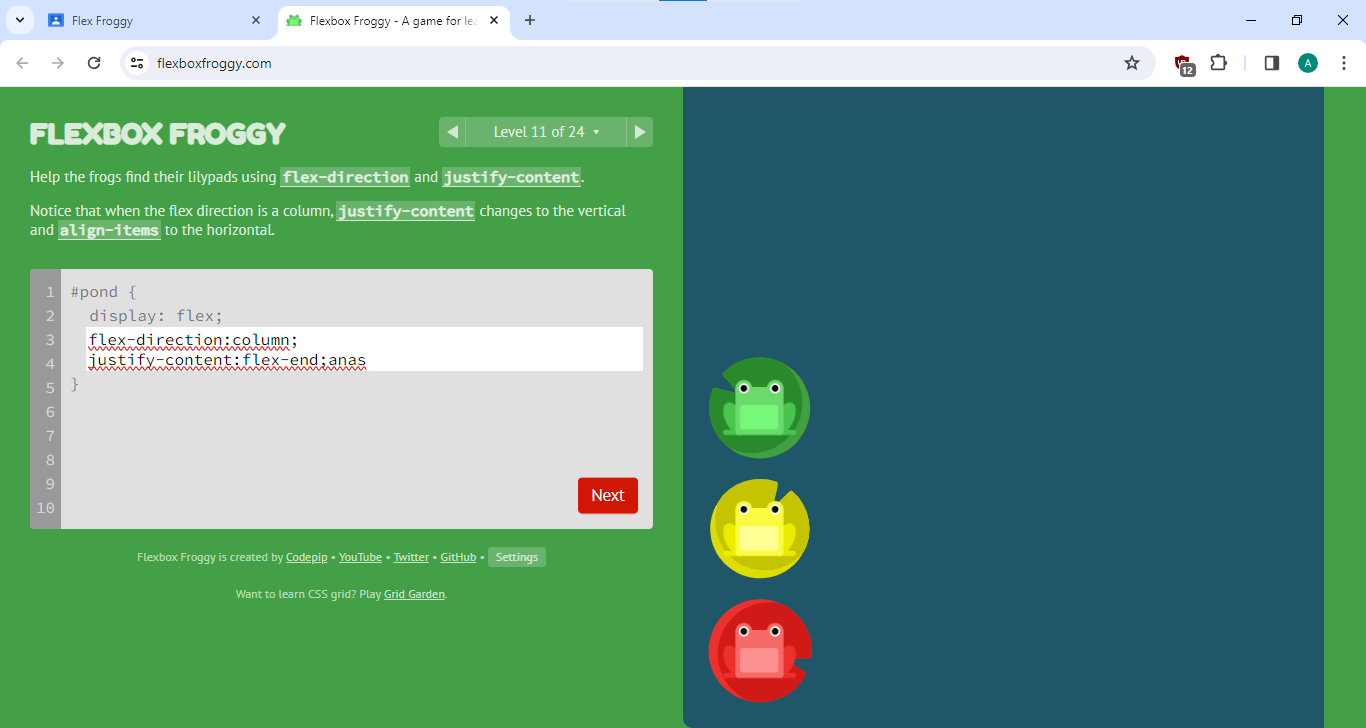 Flex Froggy
Flexbox Froggy - A game for lea
flexboxfroggy.com
12
A
FLEXBOX FROGGY
Level 11 of 24
Help the frogs find their lilypads using flex-direction and justify-content.
Notice that when the flex direction is a column, justify-content changes to the vertical
and align-items to the horizontal.
1 #pond {
2 display: flex;
3 flex-direction:column;
4 justify-content:flex-end;anas
5 }
6
7
8
9
10
Next
Flexbox Froggy is created by Codepip • YouTube • Twitter • GitHub • Settings
Want to learn CSS grid? Play Grid Garden.